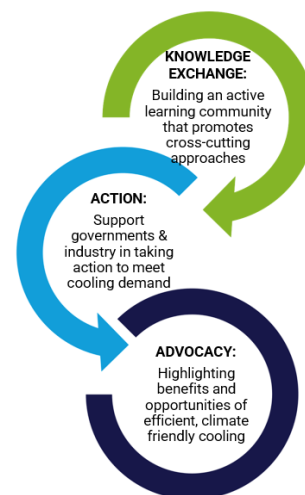 KNOWLEDGE
EXCHANGE:
Building an active
learning community
that promotes
cross-cutting
approaches
ACTION:
Support
governments &
industry in taking
action to meet
cooling demand
ADVOCACY:
Highlighting
benefits and
opportunities of
efficient, climate
friendly cooling